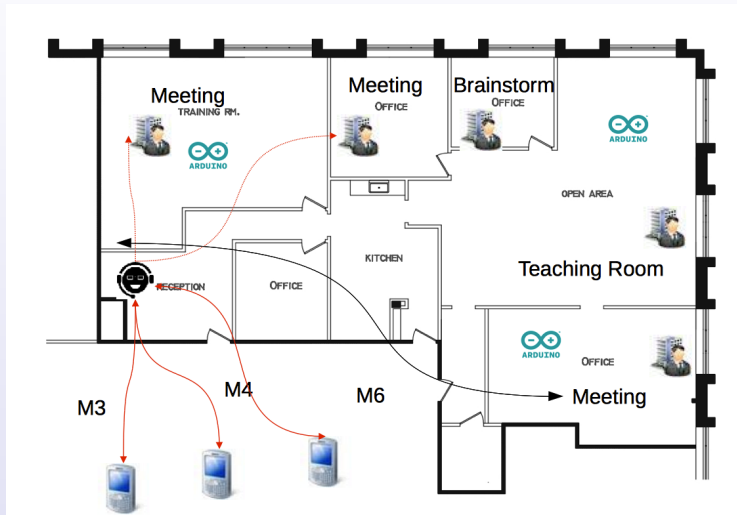 Meeting
TRAINING RM.
ARDUINO
Meeting
OFFICE
Brainstorm
OFFICE
ARDUINO
OPEN AREA
Teaching Room
KITCHEN
RECEPTION
OFFICE
ARDUINO
OFFICE
Meeting
M3
M4
M6